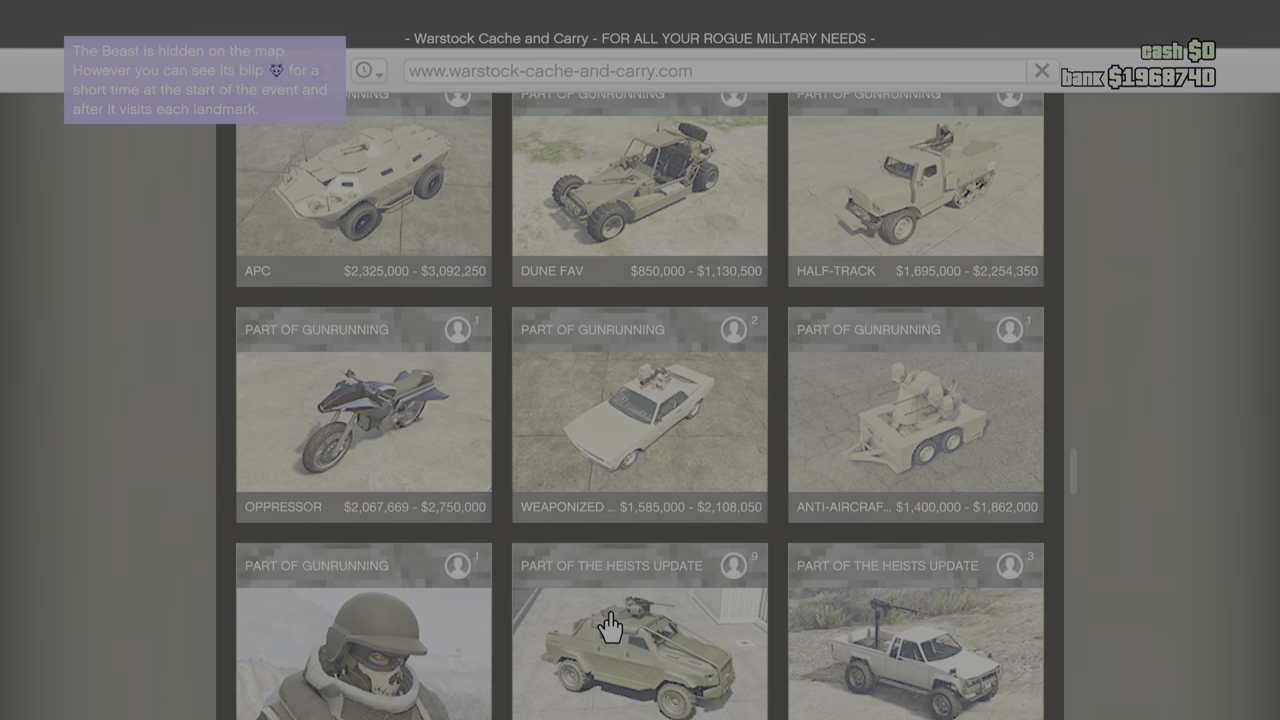 - Warstock Cache and Carry - FOR ALL YOUR ROGUE MILITARY NEEDS -
The Beast is hidden on the map.
However you can see its blip for a
short time at the start of the event and
after it visits each landmark.
www.warstock-cache-and-carry.com
cash $0
bank $1968740
PART OF GUNRUNNING
PART OF GUNRUNNING
APC $2,325,000 - $3,092,250
DUNE FAV $850,000 - $1,130,500
HALF-TRACK $1,695,000 - $2,254,350
PART OF GUNRUNNING 1
PART OF GUNRUNNING 2
PART OF GUNRUNNING 1
OPPRESSOR $2,067,669 - $2,750,000
WEAPONIZED ... $1,585,000 - $2,108,050
ANTI-AIRCRAF... $1,400,000 - $1,862,000
PART OF GUNRUNNING 1
PART OF THE HEISTS UPDATE 9
PART OF THE HEISTS UPDATE 3